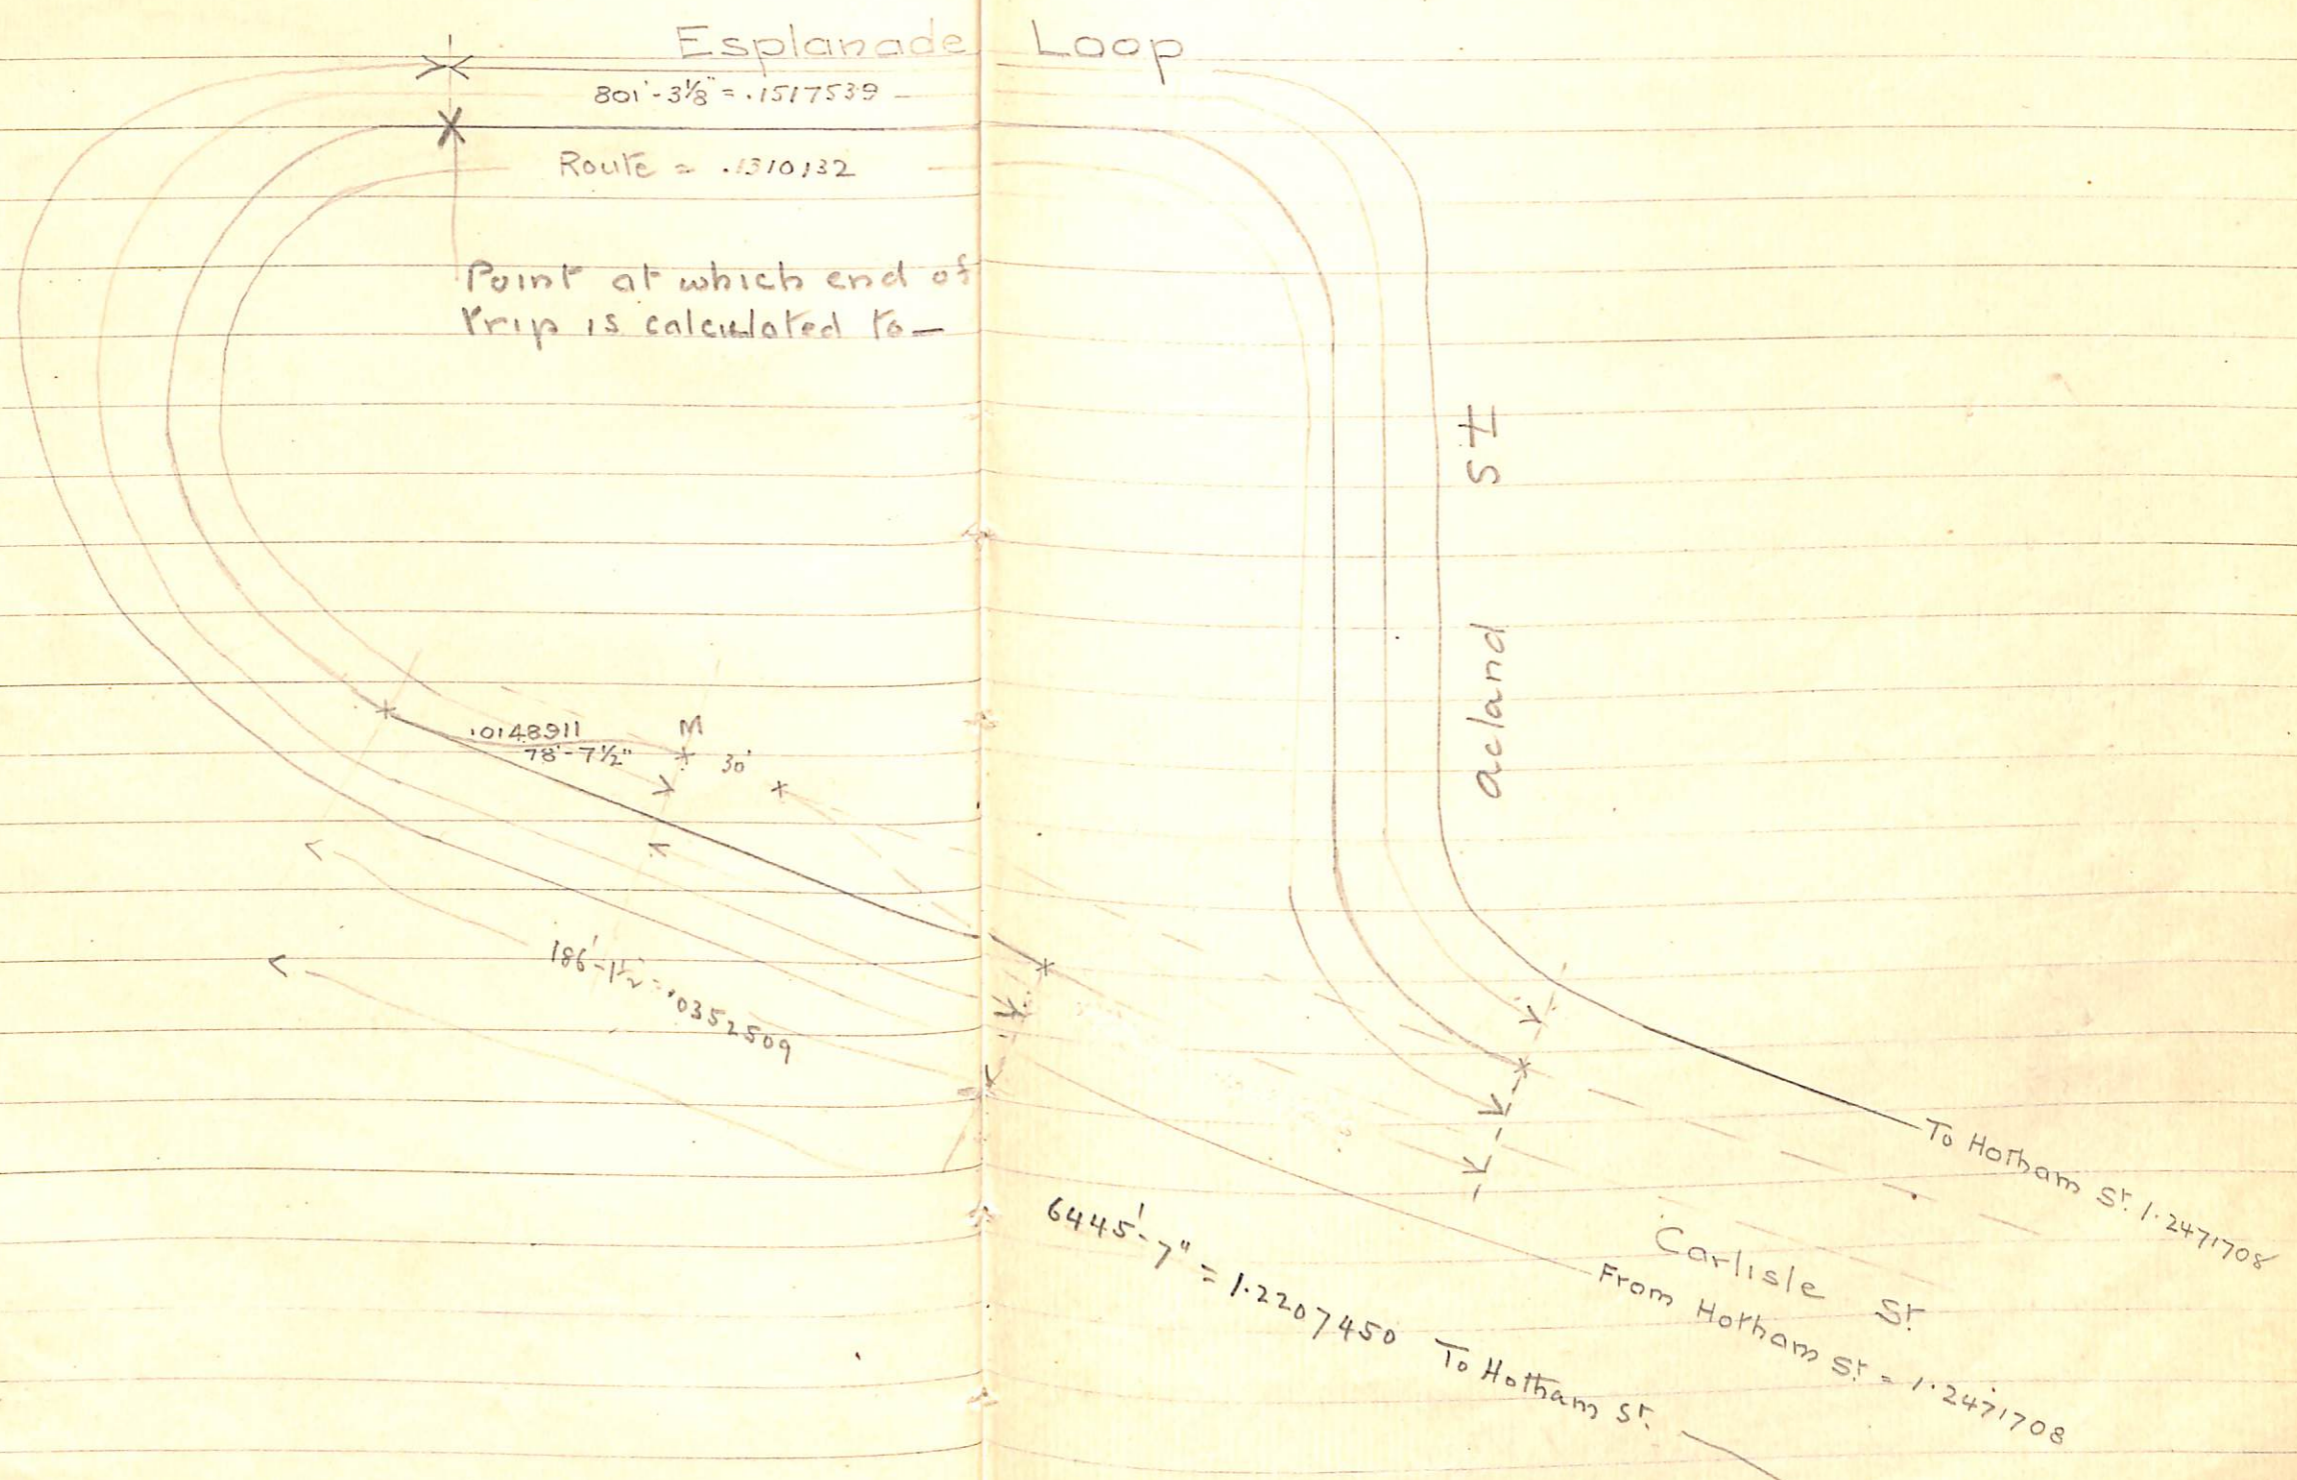 Esplanade Loop
801'-3⅛" = .1517539
Route = .1310132
Point at which end of
trip is calculated to—
Acland St
.0148911
78'-7½"
M
30'
186'-1½" = .0352509
To Hotham St. 1.2471708
Carlisle St.
From Hotham St. = 1.2471708
6445'-7" = 1.2207450 To Hotham St.